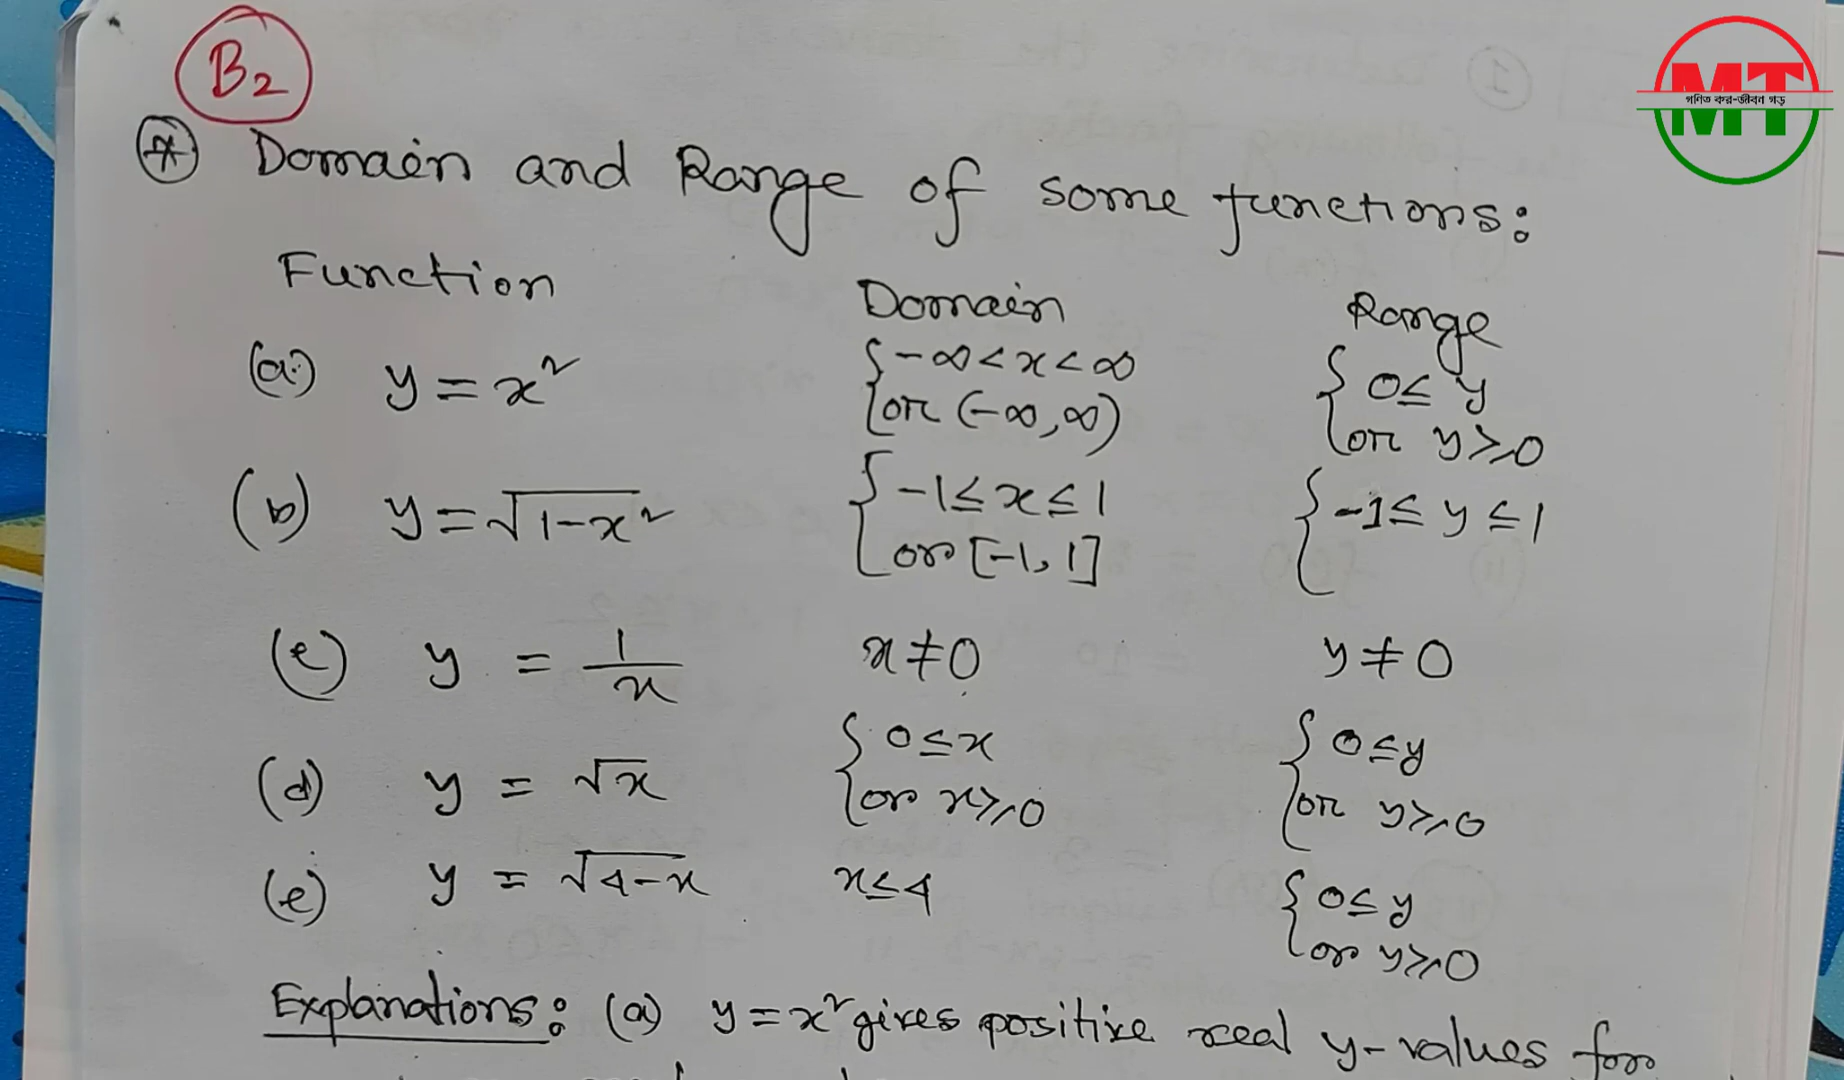 B₂
MT
গণিত কর-জীবন গড়
MT
* Domain and Range of some functions:
Function Domain Range
(a) y = x² { -∞ < x < ∞ or (-∞, ∞) { 0 ≤ y or y ≥ 0
(b) y = √1-x² { -1 ≤ x ≤ 1 or [-1, 1] { -1 ≤ y ≤ 1
(c) y = 1/x x ≠ 0 y ≠ 0
(d) y = √x { 0 ≤ x or x ≥ 0 { 0 ≤ y or y ≥ 0
(e) y = √4-x x ≤ 4 { 0 ≤ y or y ≥ 0
Explanations: (a) y = x² gives positive real y-values for